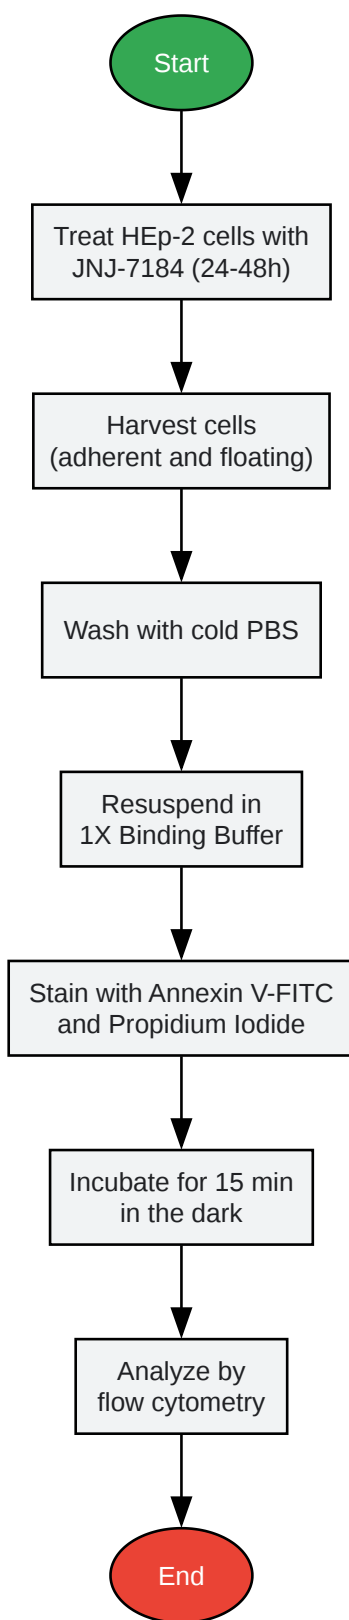 Start
Treat HEp-2 cells with
JNJ-7184 (24-48h)
Harvest cells
(adherent and floating)
Wash with cold PBS
Resuspend in
1X Binding Buffer
Stain with Annexin V-FITC
and Propidium Iodide
Incubate for 15 min
in the dark
Analyze by
flow cytometry
End